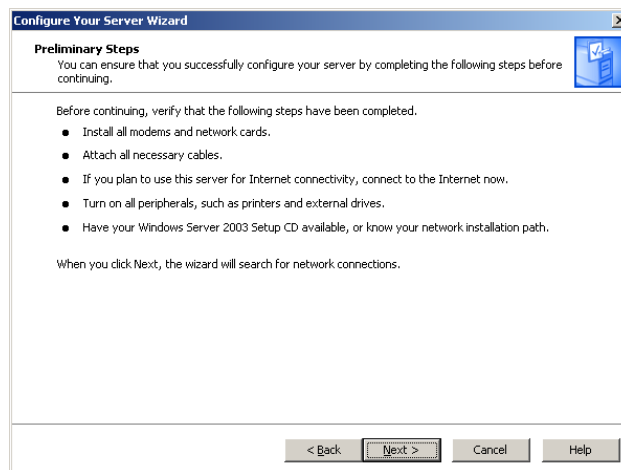 Configure Your Server Wizard
Preliminary Steps
You can ensure that you successfully configure your server by completing the following steps before
continuing.
Before continuing, verify that the following steps have been completed.
Install all modems and network cards.
Attach all necessary cables.
If you plan to use this server for Internet connectivity, connect to the Internet now.
Turn on all peripherals, such as printers and external drives.
Have your Windows Server 2003 Setup CD available, or know your network installation path.
When you click Next, the wizard will search for network connections.
< Back Next > Cancel Help